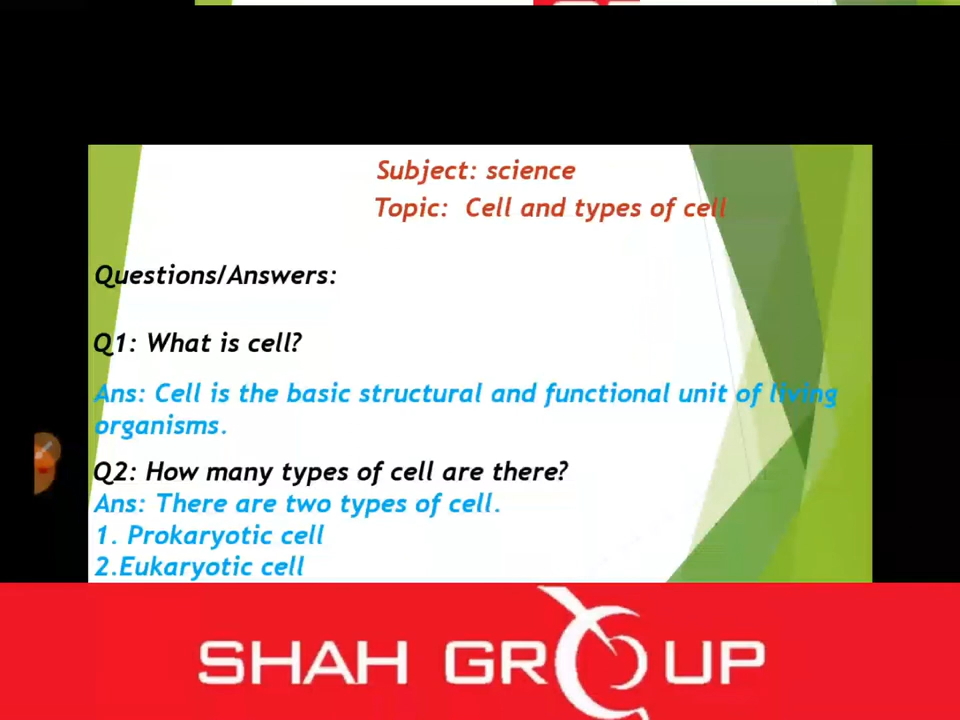 Subject: science
Topic: Cell and types of cell
Questions/Answers:
Q1: What is cell?
Ans: Cell is the basic structural and functional unit of living
organisms.
Q2: How many types of cell are there?
Ans: There are two types of cell.
1. Prokaryotic cell
2.Eukaryotic cell
SHAH GROUP